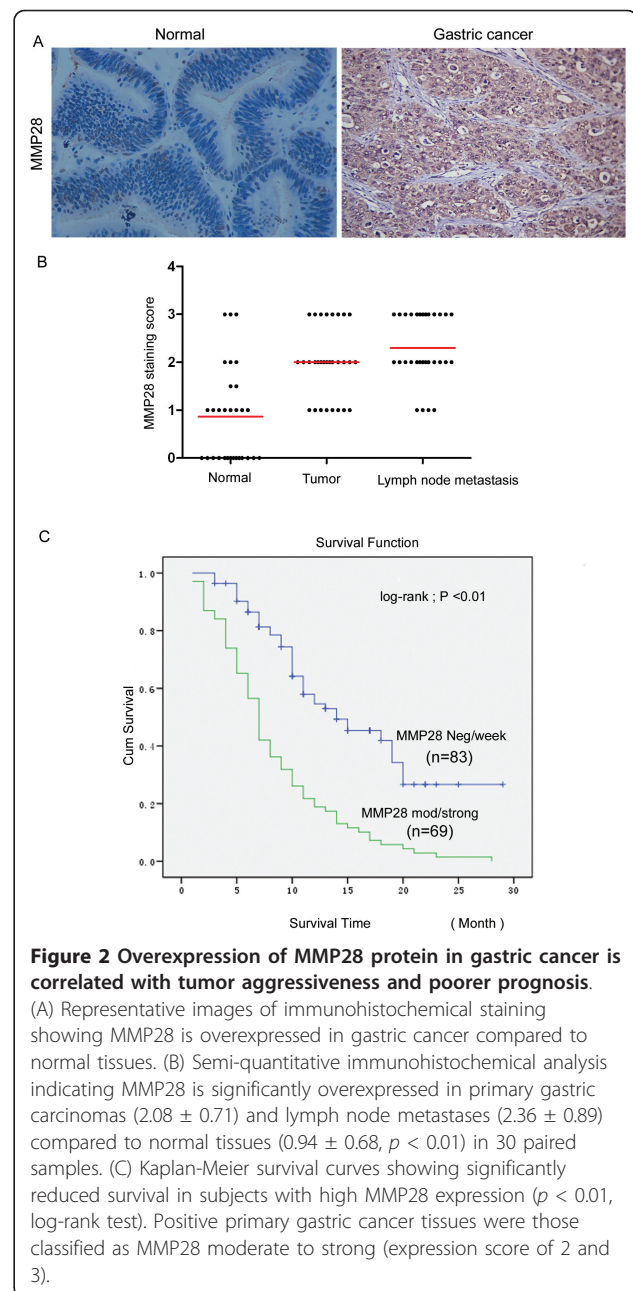 A
Normal
Gastric cancer
MMP28
B
MMP28 staining score
4
3
2
1
0
Normal
Tumor
Lymph node metastasis
C
Survival Function
log-rank ; P <0.01
Cum Survival
1.0
0.8
0.6
0.4
0.2
0.0
MMP28 Neg/week
(n=83)
MMP28 mod/strong
(n=69)
0
5
10
15
20
25
30
Survival Time ( Month )
Figure 2 Overexpression of MMP28 protein in gastric cancer is
correlated with tumor aggressiveness and poorer prognosis.
(A) Representative images of immunohistochemical staining
showing MMP28 is overexpressed in gastric cancer compared to
normal tissues. (B) Semi-quantitative immunohistochemical analysis
indicating MMP28 is significantly overexpressed in primary gastric
carcinomas (2.08 ± 0.71) and lymph node metastases (2.36 ± 0.89)
compared to normal tissues (0.94 ± 0.68, p < 0.01) in 30 paired
samples. (C) Kaplan-Meier survival curves showing significantly
reduced survival in subjects with high MMP28 expression (p < 0.01,
log-rank test). Positive primary gastric cancer tissues were those
classified as MMP28 moderate to strong (expression score of 2 and
3).